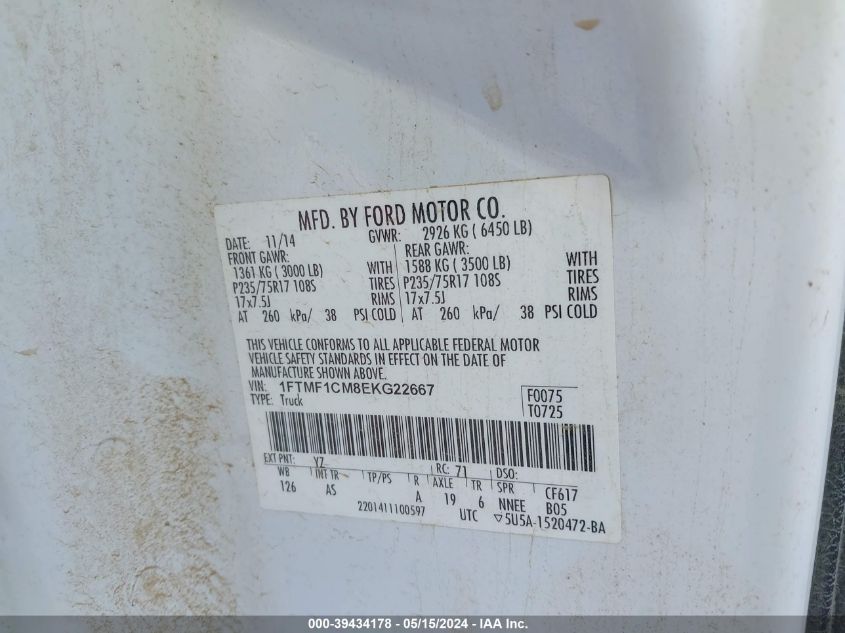 MFD. BY FORD MOTOR CO.
DATE: 11/14 GVWR: 2926 KG ( 6450 LB)
FRONT GAWR: REAR GAWR:
1361 KG ( 3000 LB) WITH 1588 KG ( 3500 LB) WITH
P235/75R17 108S TIRES P235/75R17 108S TIRES
17x7.5J RIMS 17x7.5J RIMS
AT 260 kPa/ 38 PSI COLD AT 260 kPa/ 38 PSI COLD
THIS VEHICLE CONFORMS TO ALL APPLICABLE FEDERAL MOTOR
VEHICLE SAFETY STANDARDS IN EFFECT ON THE DATE OF
MANUFACTURE SHOWN ABOVE.
VIN: 1FTMF1CM8EKG22667 F0075
TYPE: Truck T0725
EXT PNT: YZ RC: 71 DSO:
WB INT TR TP/PS R AXLE TR SPR CF617
126 AS A 19 6 NNEE B05
2201411100597 UTC ▽5U5A-1520472-BA
000-39434178 - 05/15/2024 - IAA Inc.